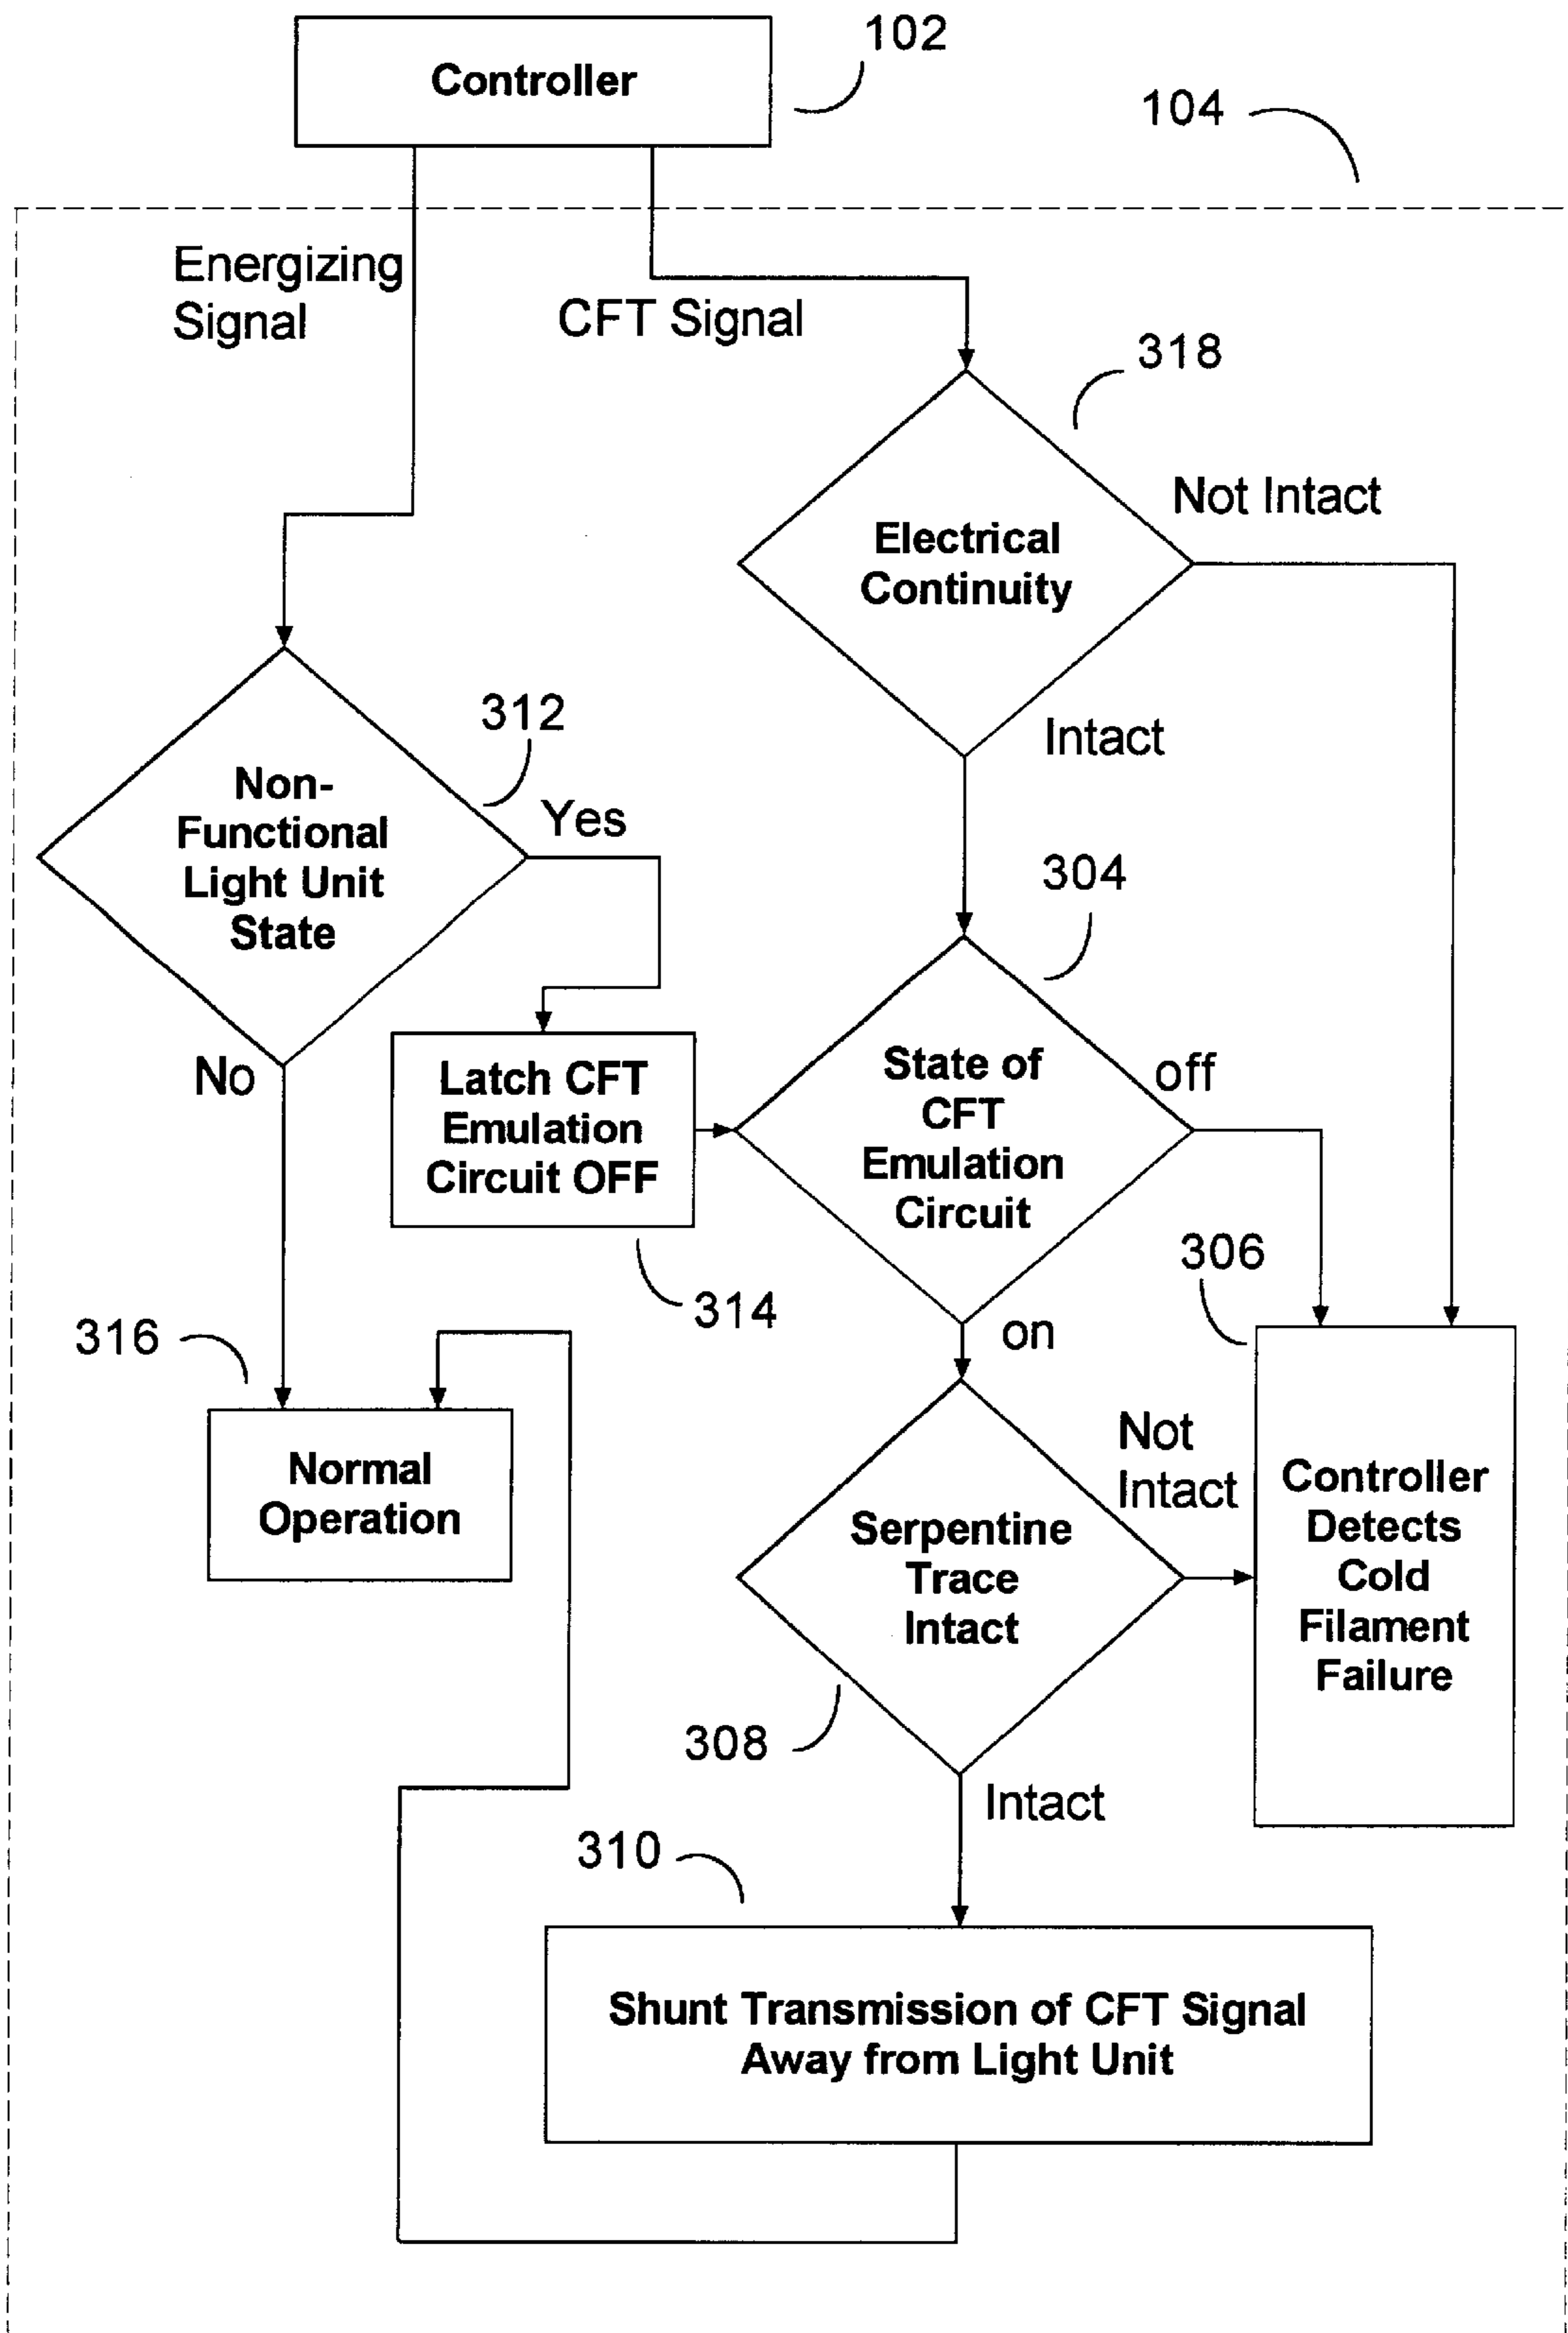 102
Controller
104
Energizing
Signal
CFT Signal
318
Not Intact
Electrical
Continuity
Intact
312
Non-
Functional
Light Unit
State
Yes
304
No
Latch CFT
Emulation
Circuit OFF
State of
CFT
Emulation
Circuit
off
314
306
316
on
Normal
Operation
Not
Intact
Serpentine
Trace
Intact
Controller
Detects
Cold
Filament
Failure
308
Intact
310
Shunt Transmission of CFT Signal
Away from Light Unit